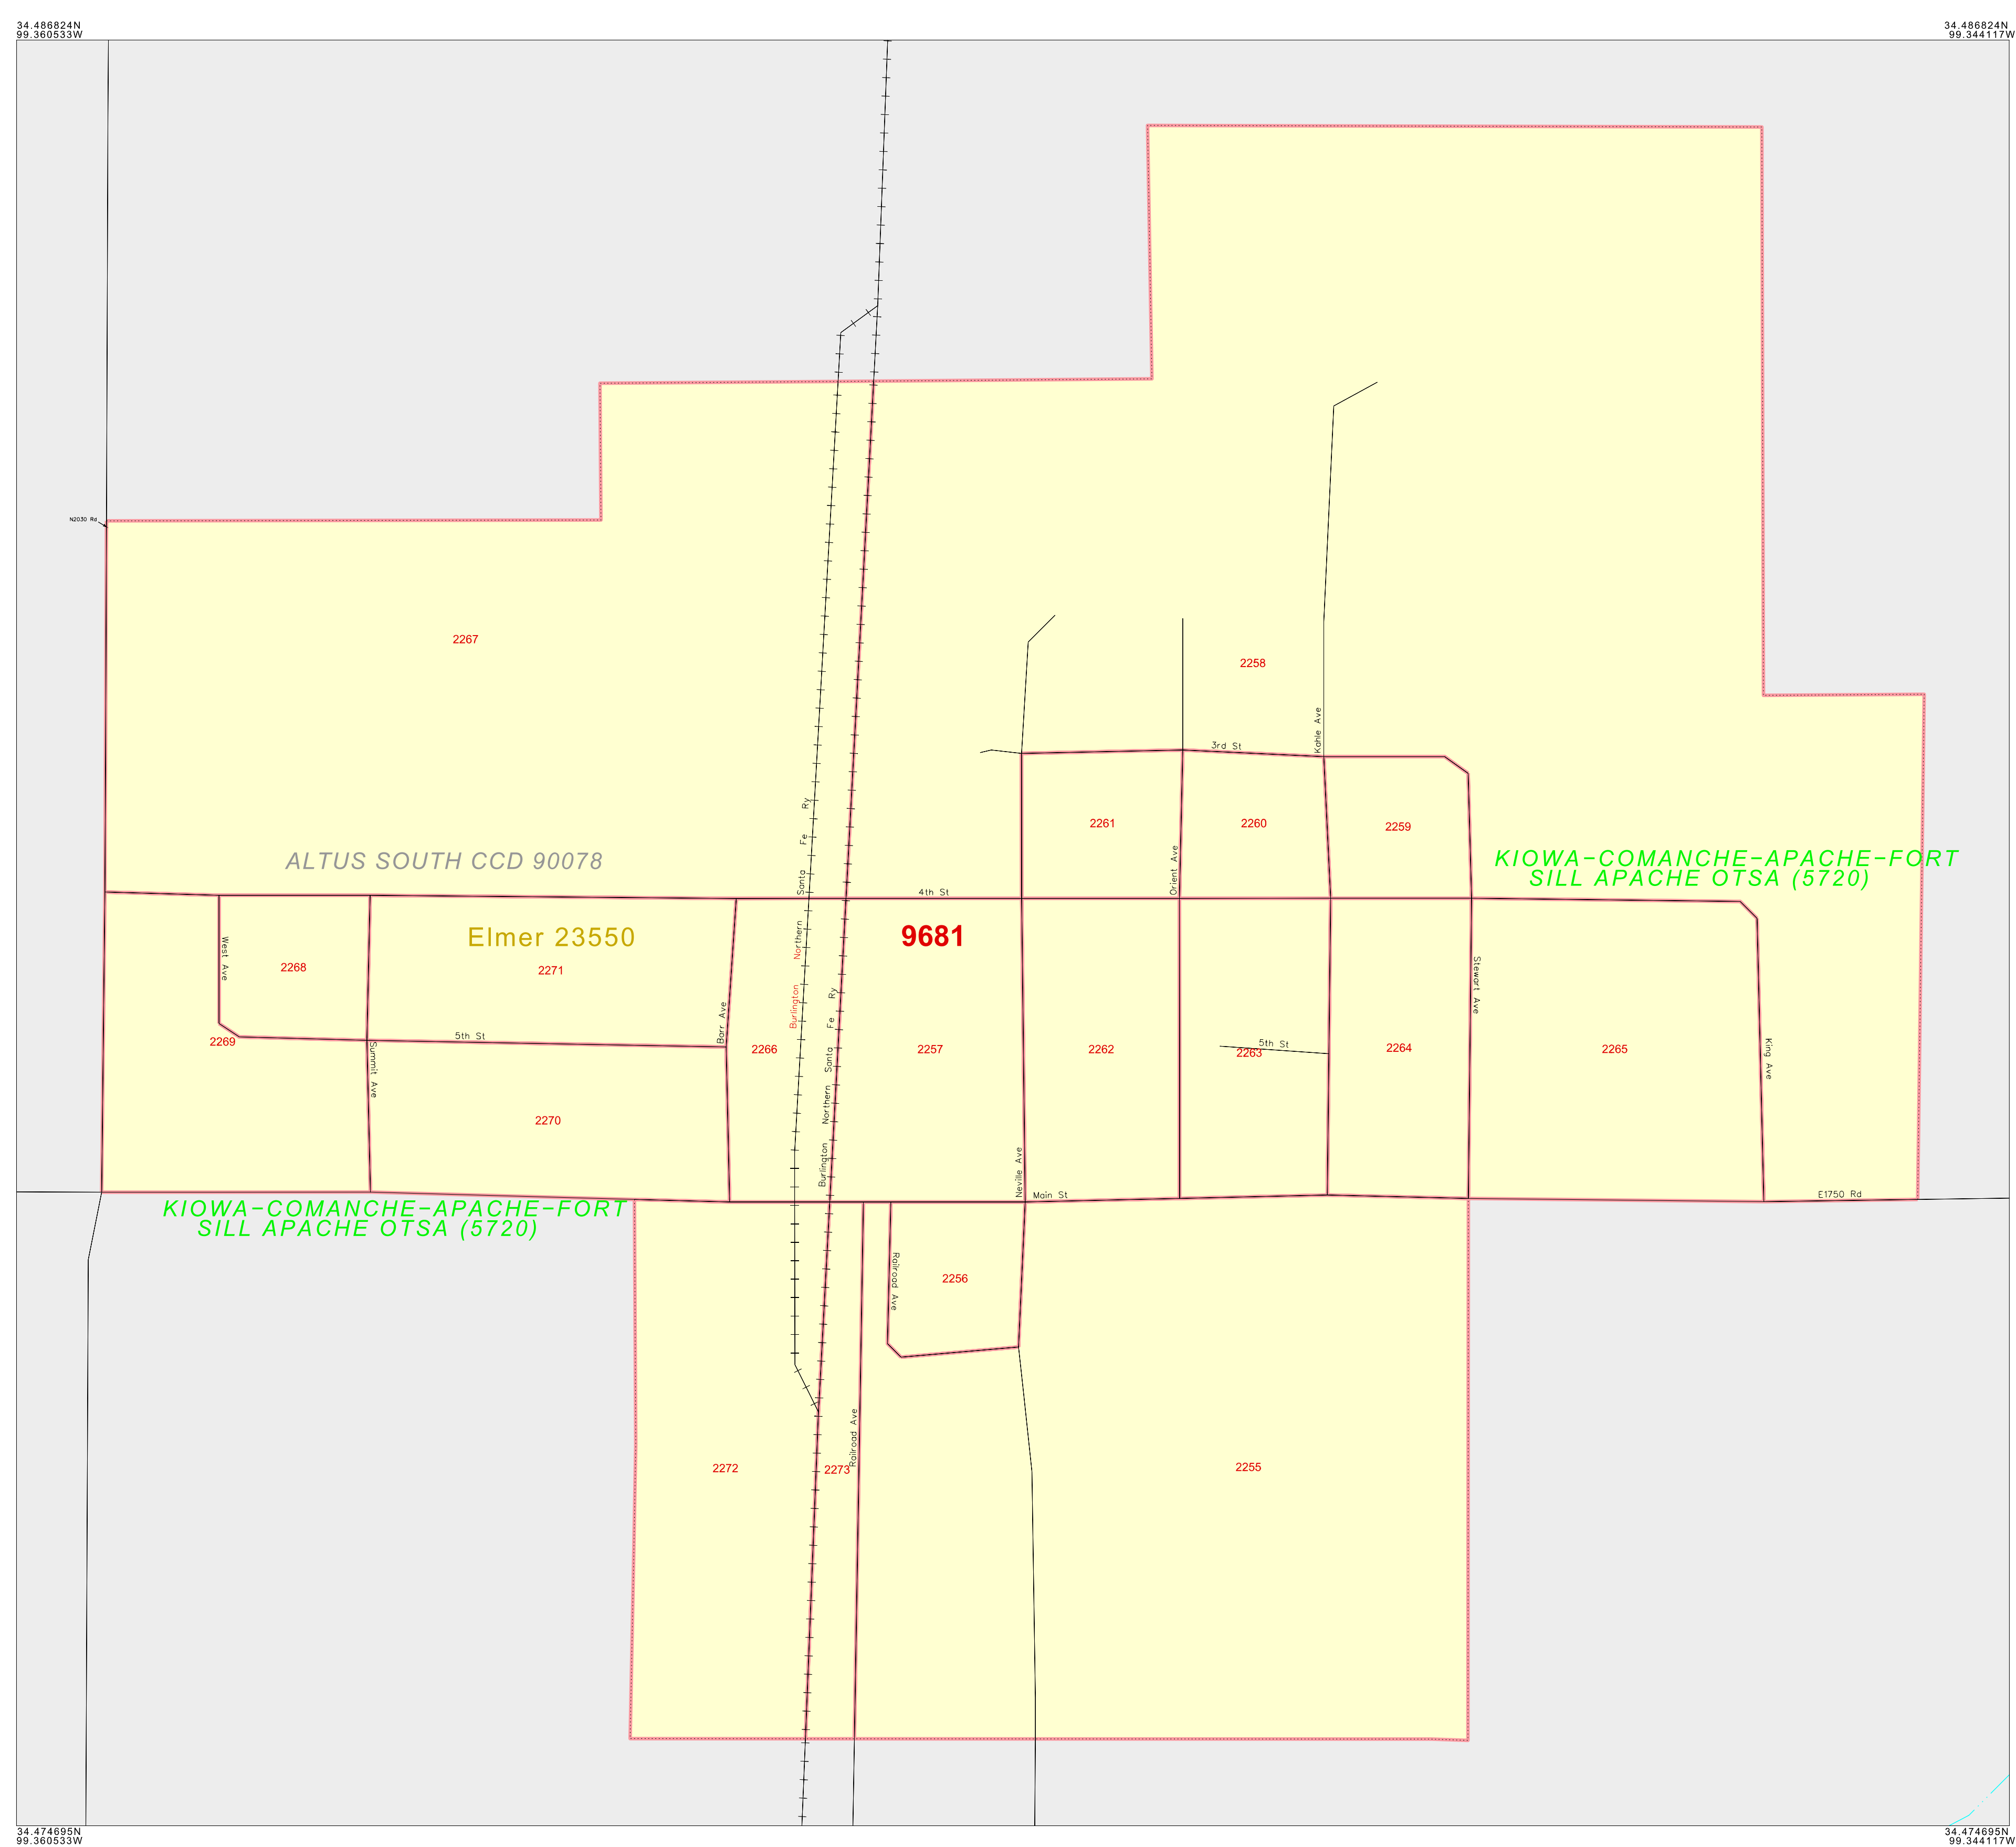 34.486824N
99.360533W
34.486824N
99.344117W
N2030 Rd
2267
2258
Kahle Ave
3rd St
2261
2260
2259
Orient Ave
Burlington Northern Santa Fe Ry
ALTUS SOUTH CCD 90078
KIOWA-COMANCHE-APACHE-FORT
SILL APACHE OTSA (5720)
4th St
Elmer 23550
9681
West Ave
2268
2271
Stewart Ave
Barr Ave
5th St
2269
Summit Ave
2266
Burlington Northern Santa Fe Ry
2257
2262
5th St
2263
2264
2265
King Ave
2270
Neville Ave
Main St
E1750 Rd
KIOWA-COMANCHE-APACHE-FORT
SILL APACHE OTSA (5720)
Railroad Ave
2256
Railroad Ave
2272
2273
2255
34.474695N
99.360533W
34.474695N
99.344117W